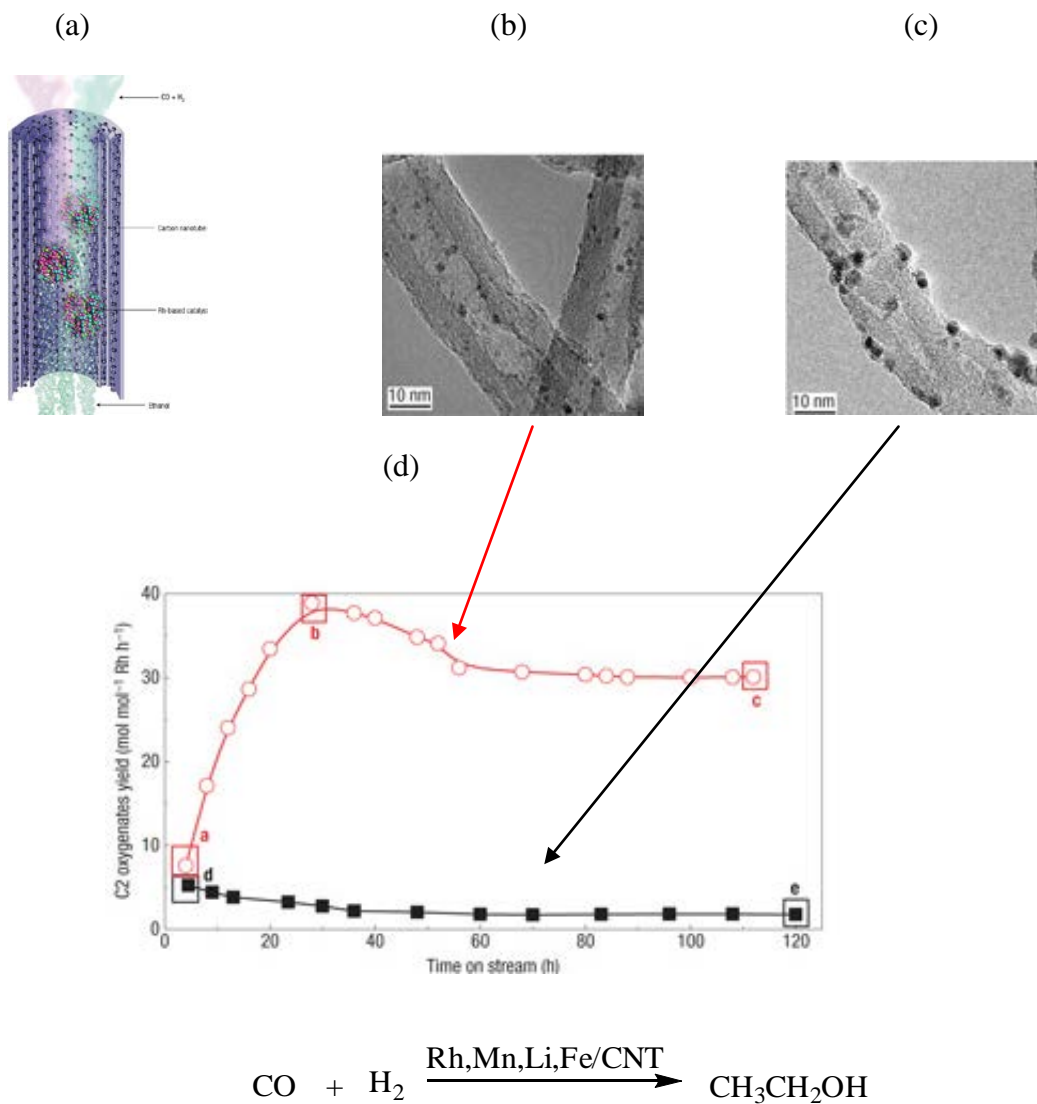 (a)
(b)
(c)
CO + H2
Carbon nanotube
Rh-based catalyst
Ethanol
10 nm
10 nm
(d)
C2 oxygenates yield (mol mol⁻¹ Rh h⁻¹)
40
30
20
10
0
a
b
c
d
e
0 20 40 60 80 100 120
Time on stream (h)
Rh,Mn,Li,Fe/CNT
CO + H₂ CH₃CH₂OH